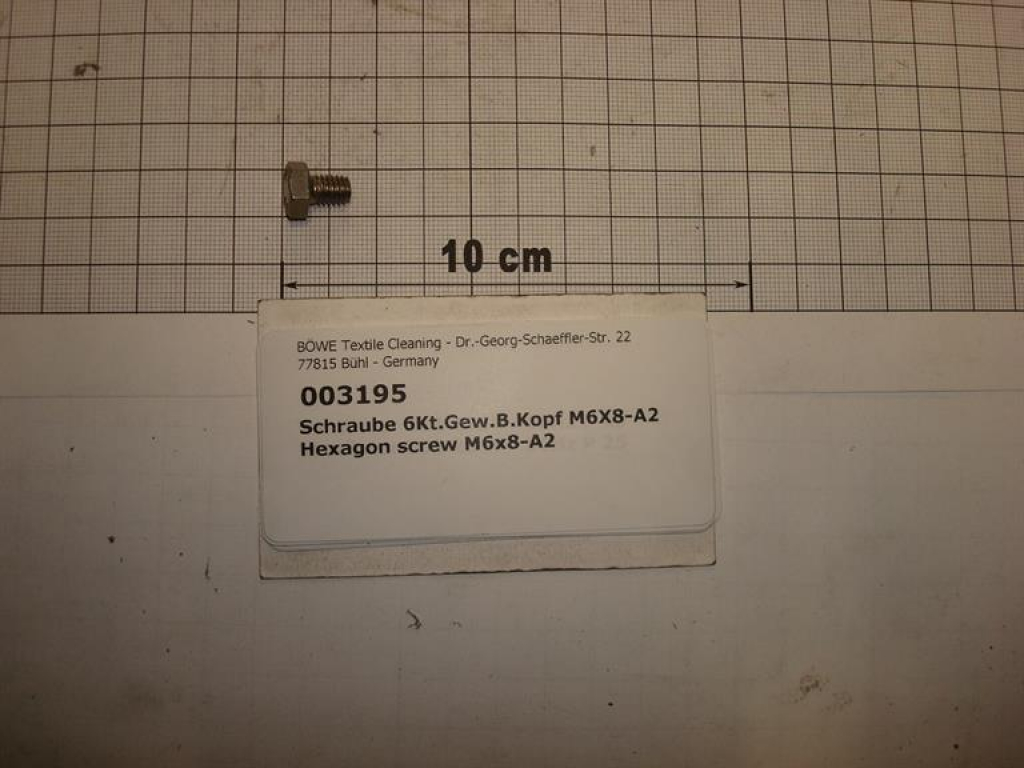 10 cm
BÖWE Textile Cleaning - Dr.-Georg-Schaeffler-Str. 22
77815 Bühl - Germany
003195
Schraube 6Kt.Gew.B.Kopf M6X8-A2
Hexagon screw M6x8-A2